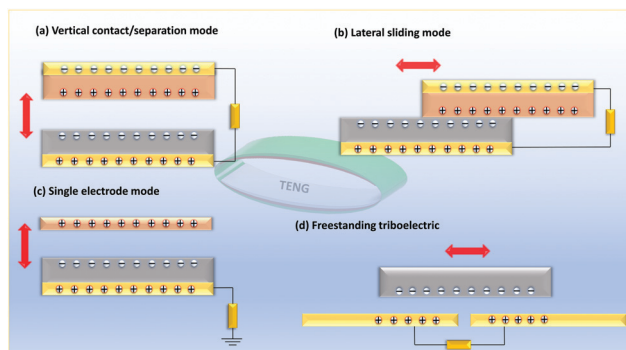 (a) Vertical contact/separation mode
(b) Lateral sliding mode
TENG
(c) Single electrode mode
(d) Freestanding triboelectric